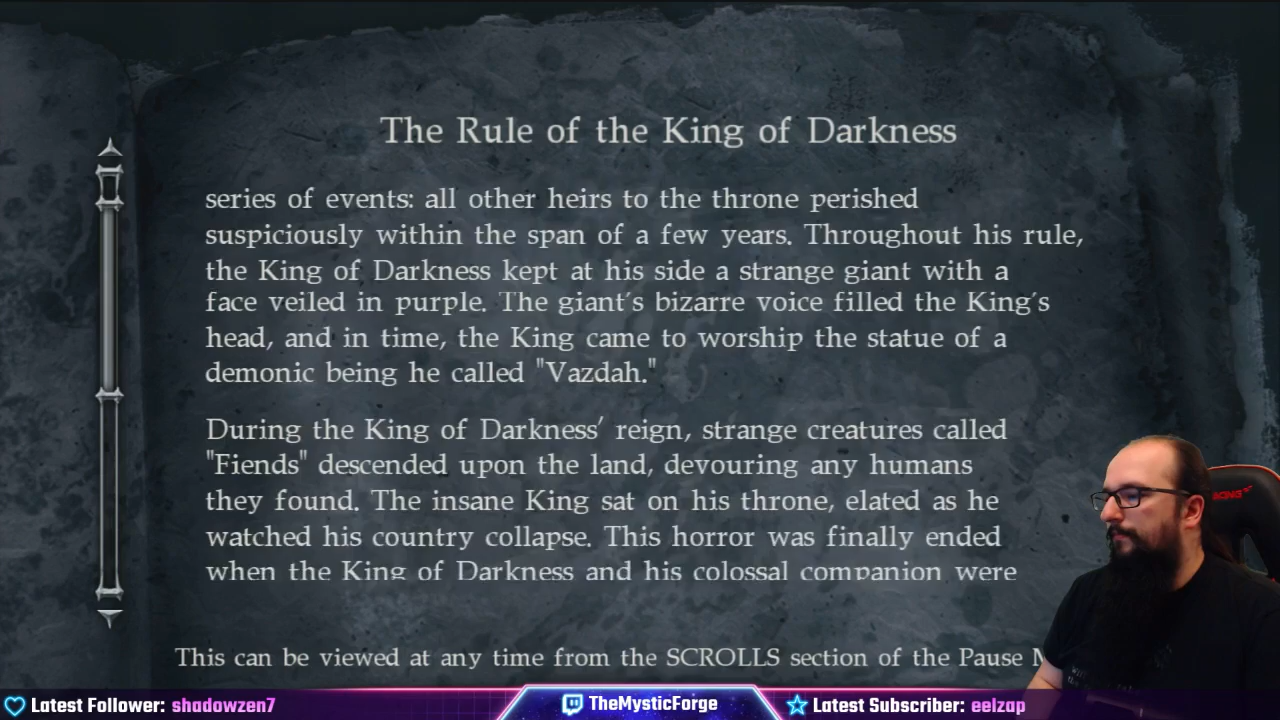 The Rule of the King of Darkness
series of events: all other heirs to the throne perished
suspiciously within the span of a few years. Throughout his rule,
the King of Darkness kept at his side a strange giant with a
face veiled in purple. The giant's bizarre voice filled the King's
head, and in time, the King came to worship the statue of a
demonic being he called "Vazdah."
During the King of Darkness' reign, strange creatures called
"Fiends" descended upon the land, devouring any humans
they found. The insane King sat on his throne, elated as he
watched his country collapse. This horror was finally ended
when the King of Darkness and his colossal companion were
This can be viewed at any time from the SCROLLS section of the Pause
Latest Follower: shadowzen7
TheMysticForge
Latest Subscriber: eelzap